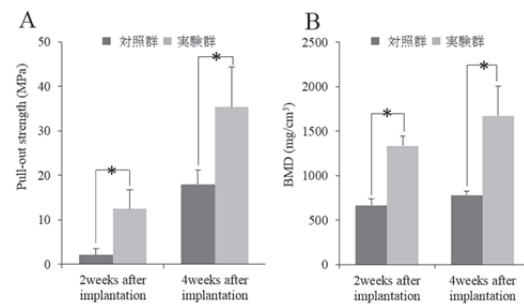 A
対照群 実験群
Pull-out strength (MPa)
50
40
30
20
10
0
*
*
2weeks after
implantation
4weeks after
implantation
B
対照群 実験群
BMD (mg/cm³)
2500
2000
1500
1000
500
0
*
*
2weeks after
implantation
4weeks after
implantation